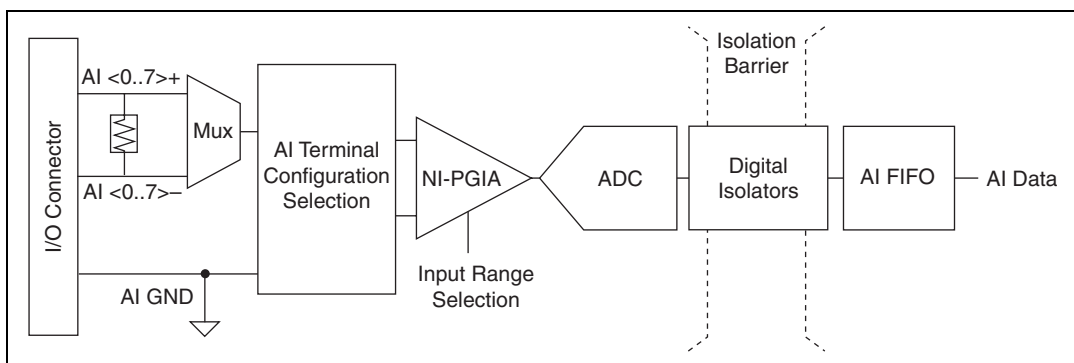 I/O Connector
AI <0..7>+
AI <0..7>–
AI GND
Mux
AI Terminal
Configuration
Selection
NI-PGIA
Input Range
Selection
ADC
Isolation
Barrier
Digital
Isolators
AI FIFO
AI Data